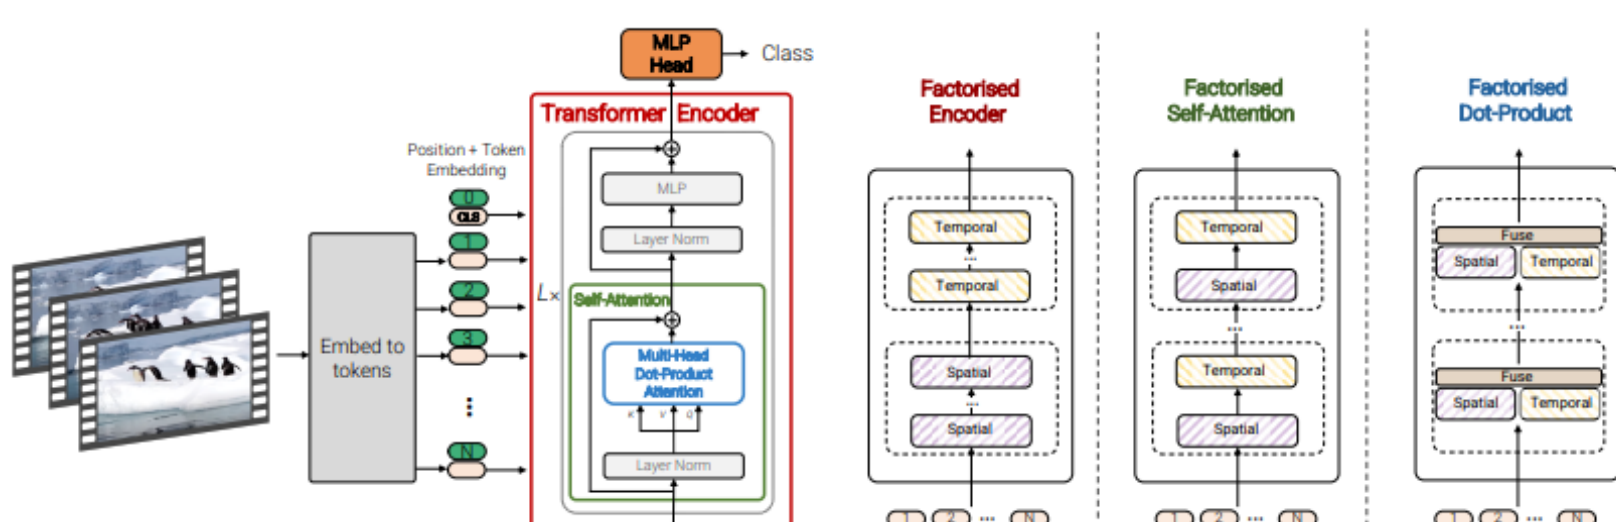 MLP
Head
Class
Transformer Encoder
Position + Token
Embedding
0
CLS
1
2
3
N
Embed to
tokens
L×
MLP
Layer Norm
Self-Attention
Multi-Head
Dot-Product
Attention
K V Q
Layer Norm
Factorised
Encoder
Temporal
...
Temporal
Spatial
...
Spatial
1 2 ... N
Factorised
Self-Attention
Temporal
Spatial
...
Temporal
Spatial
1 2 ... N
Factorised
Dot-Product
Fuse
Spatial Temporal
...
Fuse
Spatial Temporal
1 2 ... N